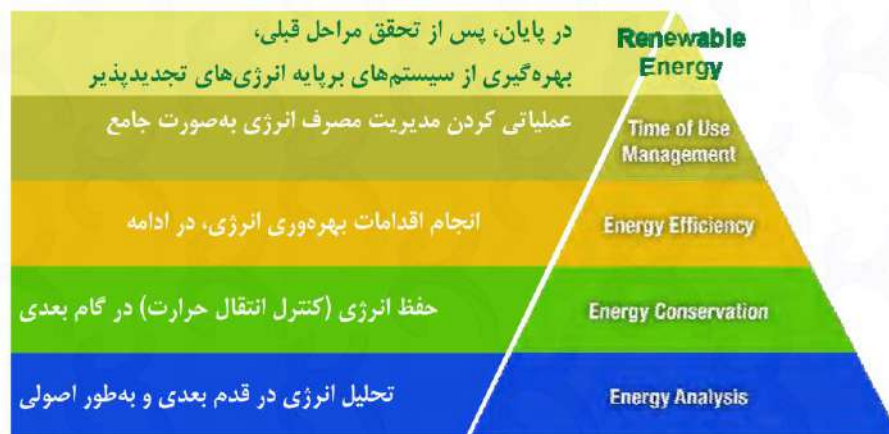 در پایان، پس از تحقق مراحل قبلی،
بهره‌گیری از سیستم‌های برپایه انرژی‌های تجدیدپذیر
Renewable
Energy
عملیاتی کردن مدیریت مصرف انرژی به‌صورت جامع
Time of Use
Management
انجام اقدامات بهره‌وری انرژی، در ادامه
Energy Efficiency
حفظ انرژی (کنترل انتقال حرارت) در گام بعدی
Energy Conservation
تحلیل انرژی در قدم بعدی و به‌طور اصولی
Energy Analysis